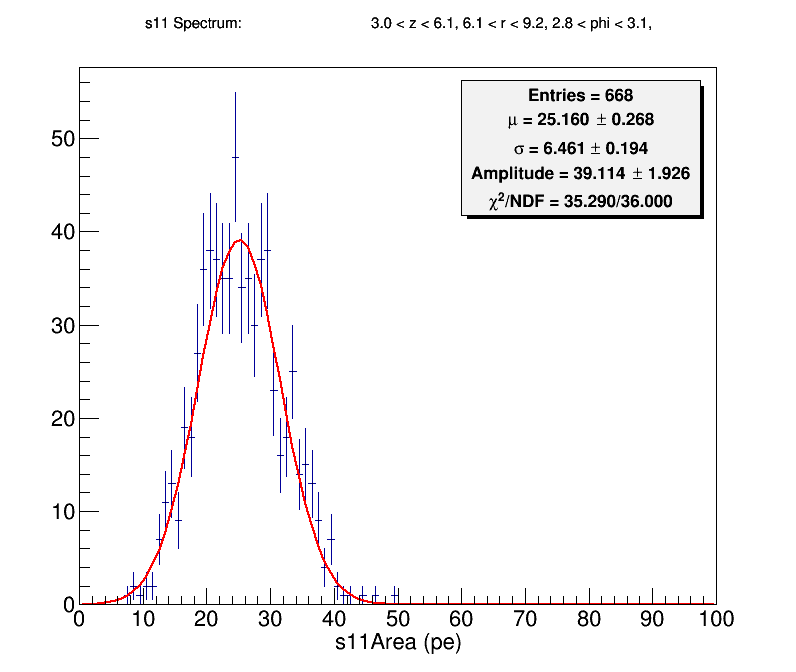 s11 Spectrum: 3.0 < z < 6.1, 6.1 < r < 9.2, 2.8 < phi < 3.1,
Entries = 668
μ = 25.160 ± 0.268
σ = 6.461 ± 0.194
Amplitude = 39.114 ± 1.926
χ²/NDF = 35.290/36.000
50
40
30
20
10
0
0 10 20 30 40 50 60 70 80 90 100
s11Area (pe)